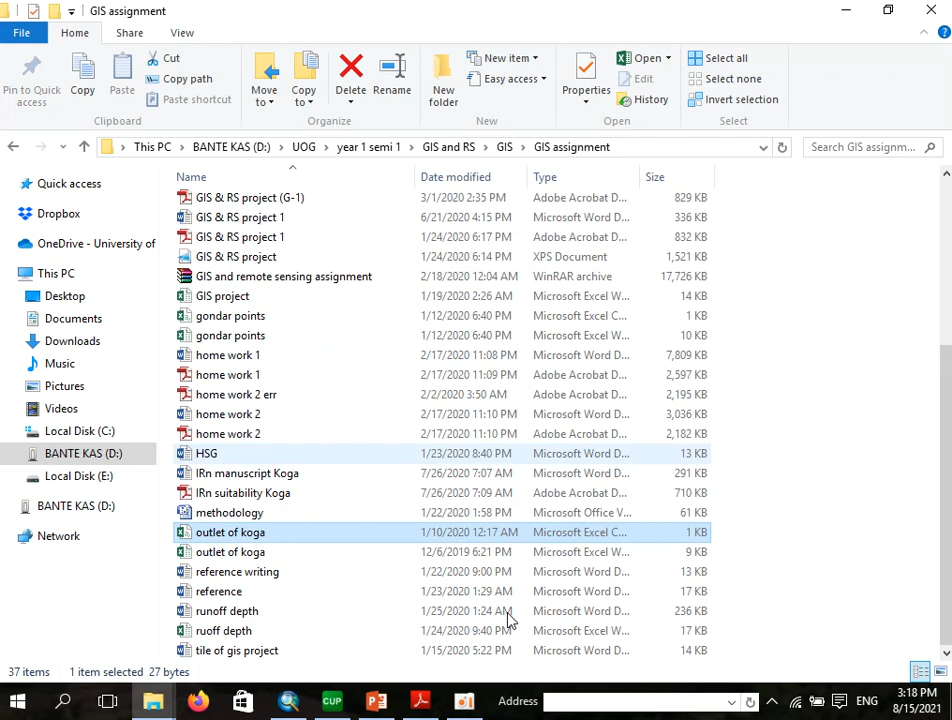 GIS assignment
File Home Share View
Pin to Quick access
Copy
Paste
Cut
Copy path
Paste shortcut
Move to
Copy to
Delete
Rename
New folder
New item
Easy access
Properties
Open
Edit
History
Select all
Select none
Invert selection
Clipboard Organize New Open Select
This PC BANTE KAS (D:) UOG year 1 semi 1 GIS and RS GIS GIS assignment
Search GIS assignm...
Name Date modified Type Size
Quick access
Dropbox
OneDrive - University of
This PC
Desktop
Documents
Downloads
Music
Pictures
Videos
Local Disk (C:)
BANTE KAS (D:)
Local Disk (E:)
BANTE KAS (D:)
Network
GIS & RS project (G-1) 3/1/2020 2:35 PM Adobe Acrobat D... 829 KB
GIS & RS project 1 6/21/2020 4:15 PM Microsoft Word D... 336 KB
GIS & RS project 1 1/24/2020 6:17 PM Adobe Acrobat D... 832 KB
GIS & RS project 1/24/2020 6:14 PM XPS Document 1,521 KB
GIS and remote sensing assignment 2/18/2020 12:04 AM WinRAR archive 17,726 KB
GIS project 1/19/2020 2:26 AM Microsoft Excel W... 14 KB
gondar points 1/12/2020 6:40 PM Microsoft Excel C... 1 KB
gondar points 1/12/2020 6:40 PM Microsoft Excel W... 10 KB
home work 1 2/17/2020 11:08 PM Microsoft Word D... 7,809 KB
home work 1 2/17/2020 11:09 PM Adobe Acrobat D... 2,597 KB
home work 2 err 2/2/2020 3:50 AM Adobe Acrobat D... 2,195 KB
home work 2 2/17/2020 11:10 PM Microsoft Word D... 3,036 KB
home work 2 2/17/2020 11:10 PM Adobe Acrobat D... 2,182 KB
HSG 1/23/2020 8:40 PM Microsoft Word D... 13 KB
IRn manuscript Koga 7/26/2020 7:07 AM Microsoft Word D... 291 KB
IRn suitability Koga 7/26/2020 7:09 AM Adobe Acrobat D... 710 KB
methodology 1/22/2020 1:58 PM Microsoft Office V... 61 KB
outlet of koga 1/10/2020 12:17 AM Microsoft Excel C... 1 KB
outlet of koga 12/6/2019 6:21 PM Microsoft Excel W... 9 KB
reference writing 1/22/2020 9:00 PM Microsoft Word D... 13 KB
reference 1/23/2020 1:29 AM Microsoft Word D... 17 KB
runoff depth 1/25/2020 1:24 AM Microsoft Word D... 236 KB
ruoff depth 1/24/2020 9:40 PM Microsoft Excel W... 17 KB
tile of gis project 1/15/2020 5:22 PM Microsoft Word D... 14 KB
37 items 1 item selected 27 bytes
CUP
Address
ENG
3:18 PM
8/15/2021